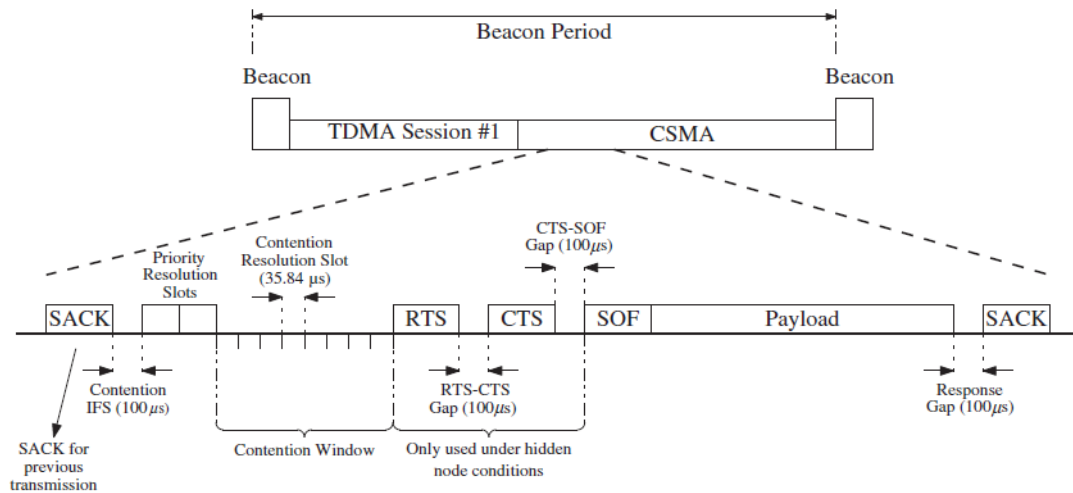 Beacon Period
Beacon
Beacon
TDMA Session #1
CSMA
CTS-SOF
Gap (100μs)
Contention
Resolution Slot
(35.84 μs)
Priority
Resolution
Slots
SACK
RTS
CTS
SOF
Payload
SACK
Contention
IFS (100μs)
RTS-CTS
Gap (100μs)
Response
Gap (100μs)
SACK for
previous
transmission
Contention Window
Only used under hidden
node conditions